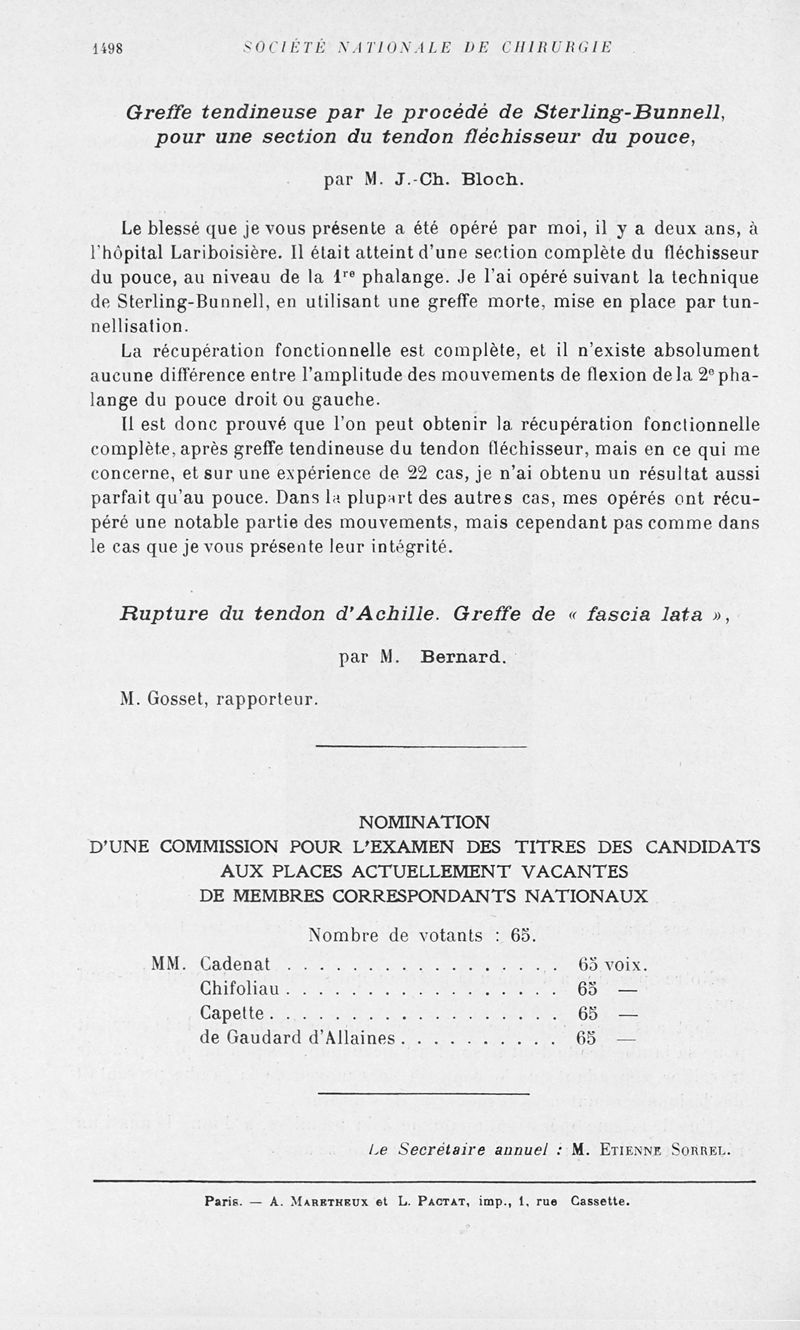 1498 SOCIÉTÉ NATIONALE DE CHIRURGIE
Greffe tendineuse par le procédé de Sterling-Bunnell,
pour une section du tendon fléchisseur du pouce,
par M. J.-Ch. Bloch.
Le blessé que je vous présente a été opéré par moi, il y a deux ans, à
l'hôpital Lariboisière. Il était atteint d'une section complète du fléchisseur
du pouce, au niveau de la 1re phalange. Je l'ai opéré suivant la technique
de Sterling-Bunnell, en utilisant une greffe morte, mise en place par tun-
nellisation.
La récupération fonctionnelle est complète, et il n'existe absolument
aucune différence entre l'amplitude des mouvements de flexion de la 2e pha-
lange du pouce droit ou gauche.
Il est donc prouvé que l'on peut obtenir la récupération fonctionnelle
complète, après greffe tendineuse du tendon fléchisseur, mais en ce qui me
concerne, et sur une expérience de 22 cas, je n'ai obtenu un résultat aussi
parfait qu'au pouce. Dans la plupart des autres cas, mes opérés ont récu-
péré une notable partie des mouvements, mais cependant pas comme dans
le cas que je vous présente leur intégrité.
Rupture du tendon d'Achille. Greffe de « fascia lata »,
par M. Bernard.
M. Gosset, rapporteur.
NOMINATION
D'UNE COMMISSION POUR L'EXAMEN DES TITRES DES CANDIDATS
AUX PLACES ACTUELLEMENT VACANTES
DE MEMBRES CORRESPONDANTS NATIONAUX
Nombre de votants : 65.
MM. Cadenat . . . . . . . . . . . . . . . . . 65 voix.
Chifoliau . . . . . . . . . . . . . . . . . 65 —
Capette . . . . . . . . . . . . . . . . . . 65 —
de Gaudard d'Allaines . . . . . . . . . . 65 —
Le Secrétaire annuel : M. ETIENNE SORREL.
Paris. — A. MARETHEUX et L. PACTAT, imp., 1, rue Cassette.